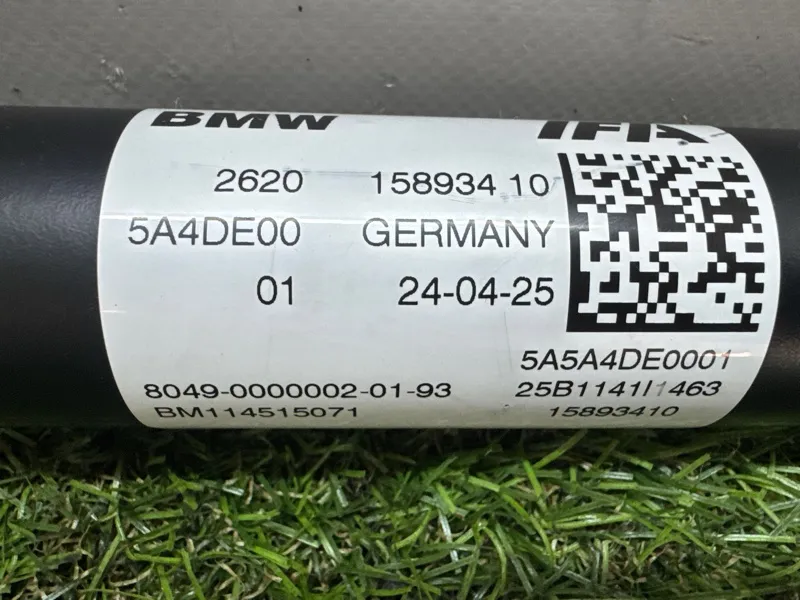 BMW IFA
2620 158934 10
5A4DE00 GERMANY
01 24-04-25
5A5A4DE0001
8049-0000002-01-93 25B1141I1463
BM114515071 15893410